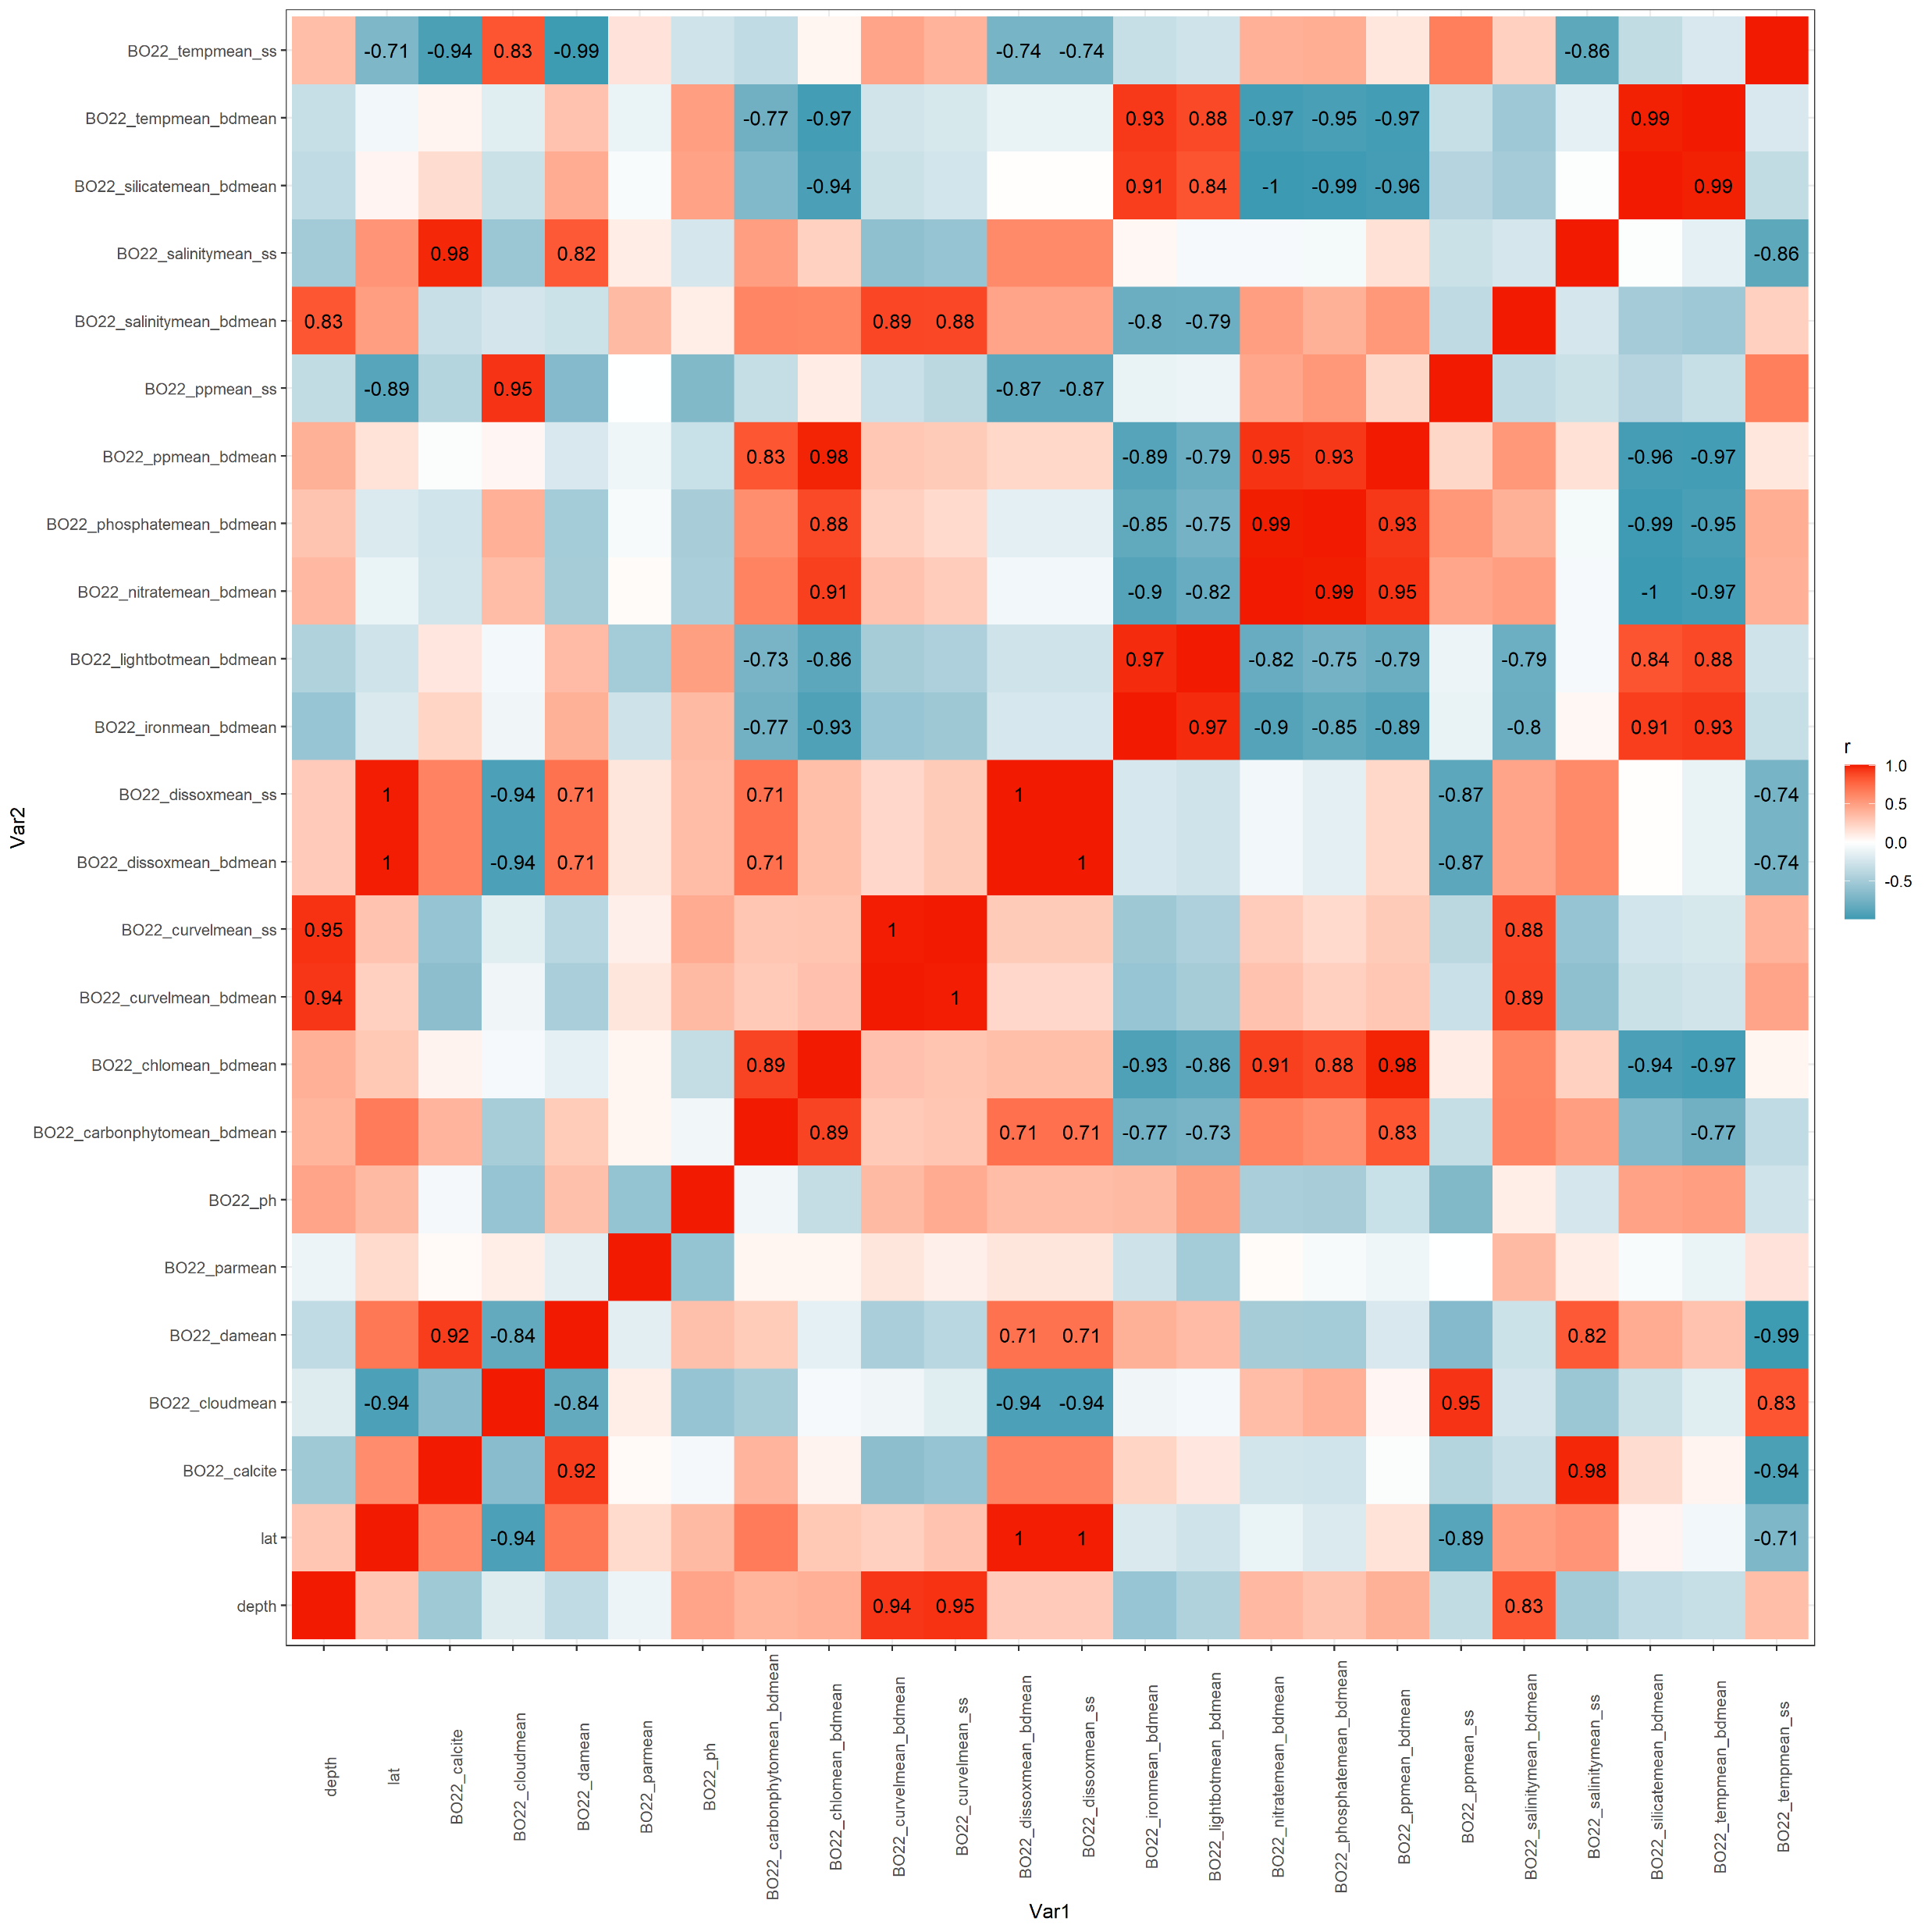 BO22_tempmean_ss -0.71 -0.94 0.83 -0.99 -0.74 -0.74 -0.86
BO22_tempmean_bdmean -0.77 -0.97 0.93 0.88 -0.97 -0.95 -0.97 0.99
BO22_silicatemean_bdmean -0.94 0.91 0.84 -1 -0.99 -0.96 0.99
BO22_salinitymean_ss 0.98 0.82 -0.86
BO22_salinitymean_bdmean 0.83 0.89 0.88 -0.8 -0.79
BO22_ppmean_ss -0.89 0.95 -0.87 -0.87
BO22_ppmean_bdmean 0.83 0.98 -0.89 -0.79 0.95 0.93 -0.96 -0.97
BO22_phosphatemean_bdmean 0.88 -0.85 -0.75 0.99 0.93 -0.99 -0.95
BO22_nitratemean_bdmean 0.91 -0.9 -0.82 0.99 0.95 -1 -0.97
BO22_lightbotmean_bdmean -0.73 -0.86 0.97 -0.82 -0.75 -0.79 -0.79 0.84 0.88
BO22_ironmean_bdmean -0.77 -0.93 0.97 -0.9 -0.85 -0.89 -0.8 0.91 0.93
BO22_dissoxmean_ss 1 -0.94 0.71 0.71 1 -0.87 -0.74
BO22_dissoxmean_bdmean 1 -0.94 0.71 0.71 1 -0.87 -0.74
BO22_curvelmean_ss 0.95 1 0.88
BO22_curvelmean_bdmean 0.94 1 0.89
BO22_chlomean_bdmean 0.89 -0.93 -0.86 0.91 0.88 0.98 -0.94 -0.97
BO22_carbonphytomean_bdmean 0.89 0.71 0.71 -0.77 -0.73 0.83 -0.77
BO22_ph
BO22_parmean
BO22_damean 0.92 -0.84 0.71 0.71 0.82 -0.99
BO22_cloudmean -0.94 -0.84 -0.94 -0.94 0.95 0.83
BO22_calcite 0.92 0.98 -0.94
lat -0.94 1 1 -0.89 -0.71
depth 0.94 0.95 0.83
Var2
depth
lat
BO22_calcite
BO22_cloudmean
BO22_damean
BO22_parmean
BO22_ph
BO22_carbonphytomean_bdmean
BO22_chlomean_bdmean
BO22_curvelmean_bdmean
BO22_curvelmean_ss
BO22_dissoxmean_bdmean
BO22_dissoxmean_ss
BO22_ironmean_bdmean
BO22_lightbotmean_bdmean
BO22_nitratemean_bdmean
BO22_phosphatemean_bdmean
BO22_ppmean_bdmean
BO22_ppmean_ss
BO22_salinitymean_bdmean
BO22_salinitymean_ss
BO22_silicatemean_bdmean
BO22_tempmean_bdmean
BO22_tempmean_ss
Var1
r
1.0
0.5
0.0
-0.5